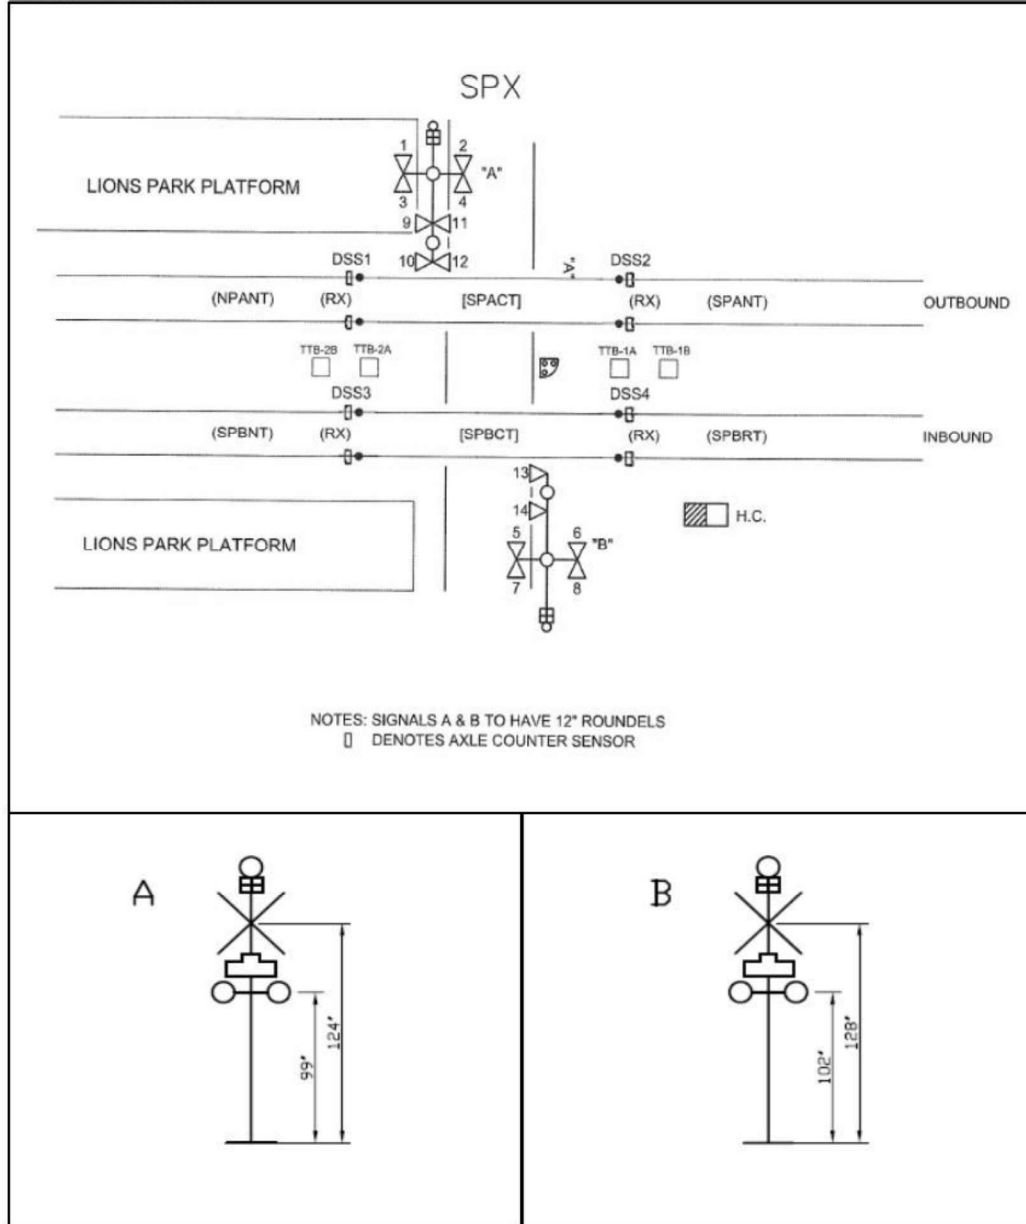 SPX
1 2
LIONS PARK PLATFORM
"A"
3 4
9 11
10 12
DSS1 "A" DSS2
(NPANT) (RX) [SPACT] (RX) (SPANT) OUTBOUND
TTB-2B TTB-2A TTB-1A TTB-1B
DSS3 DSS4
(SPBNT) (RX) [SPBCT] (RX) (SPBRT) INBOUND
13
14
H.C.
LIONS PARK PLATFORM
5 6 "B"
7 8
NOTES: SIGNALS A & B TO HAVE 12" ROUNDELS
DENOTES AXLE COUNTER SENSOR
A
99"
124"
B
102"
128"